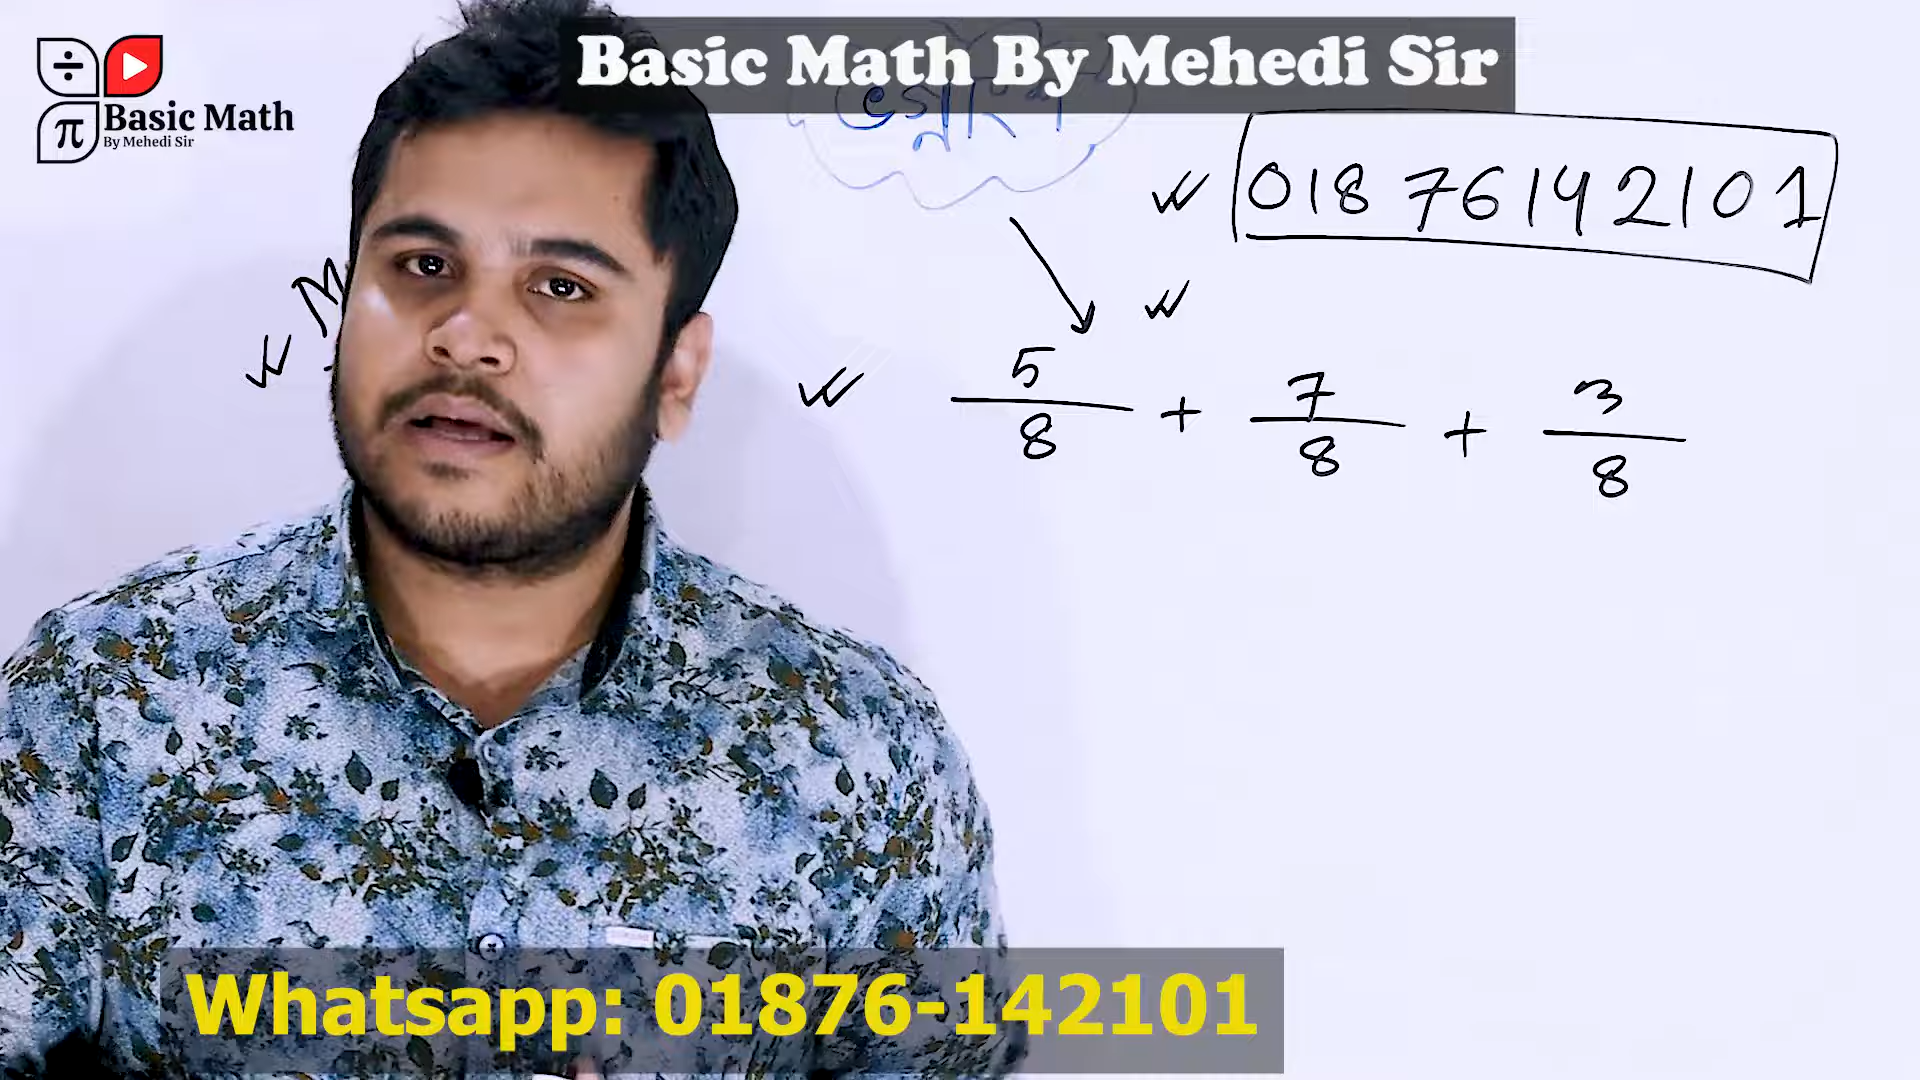 Basic Math By Mehedi Sir
÷
π
Basic Math
By Mehedi Sir
01876142101
5/8 + 7/8 + 3/8
Whatsapp: 01876-142101